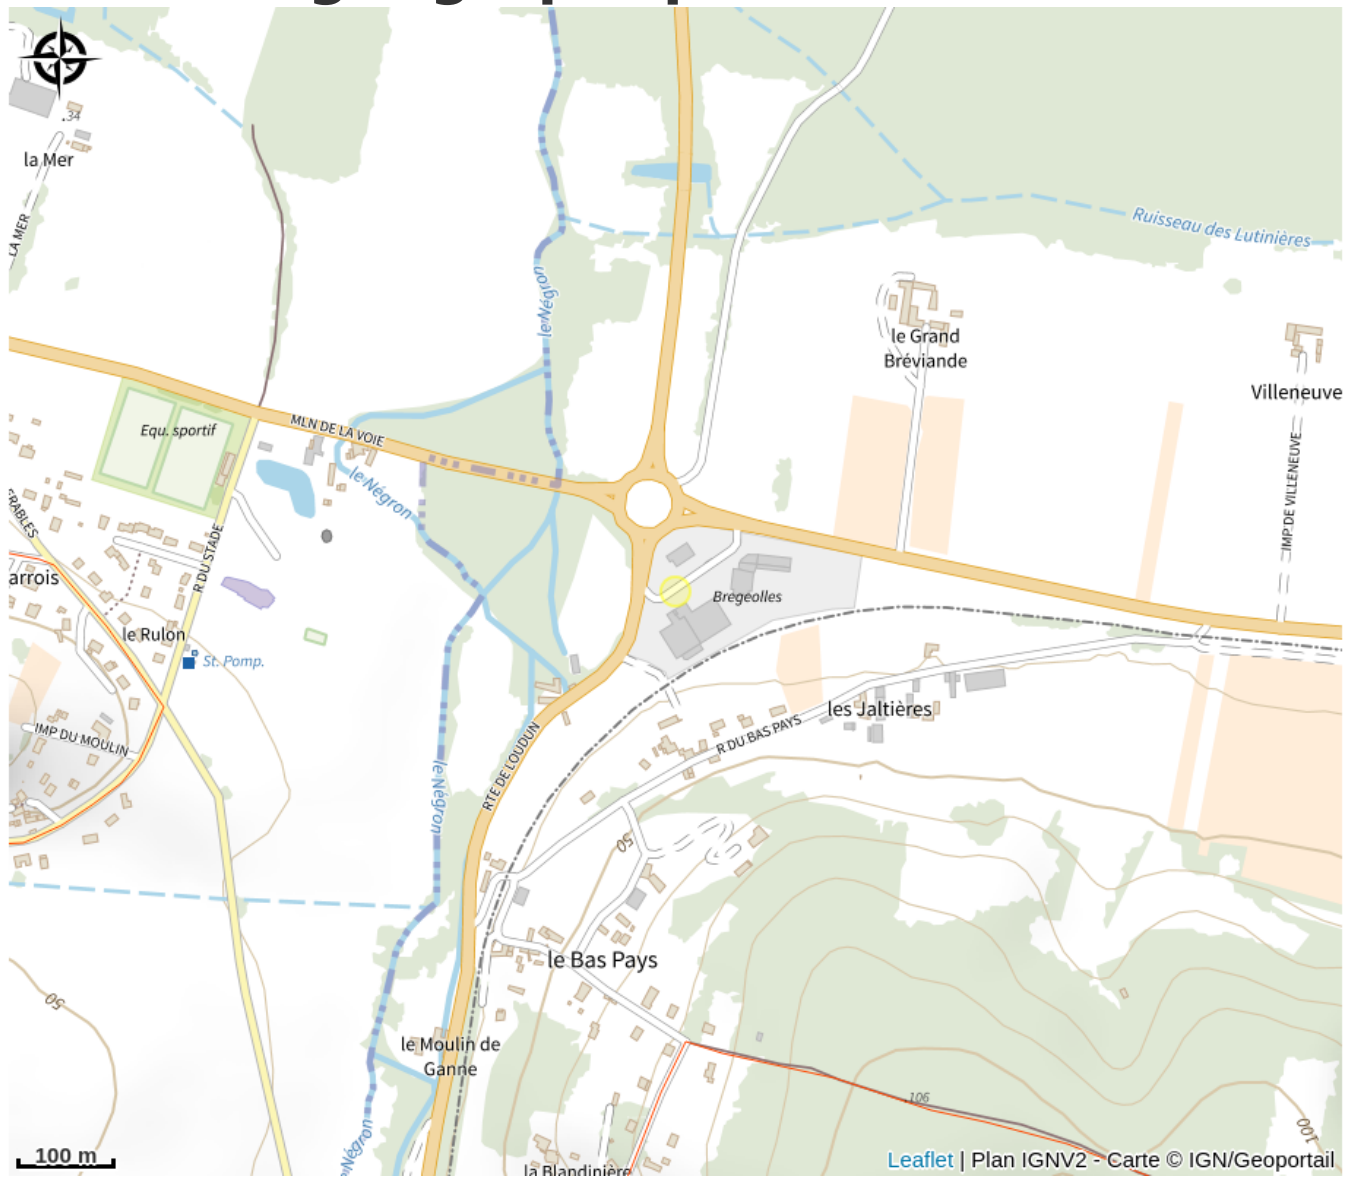 .34
la Mer
LA MER
Ruisseau des Lutinières
le Négron
le Grand
Bréviande
Villeneuve
Equ. sportif
MLN DE LA VOIE
le Négron
IMP DE VILLENEUVE
R DU STADE
arrois
Bregeolles
le Rulon
St. Pomp.
les Jaltières
R DU BAS PAYS
IMP DU MOULIN
RTE DE LOUDUN
le Négron
50
le Bas Pays
50
le Moulin de
Ganne
.106
100
Négron
la Blandinière
100 m
Leaflet | Plan IGNV2 - Carte © IGN/Geoportail